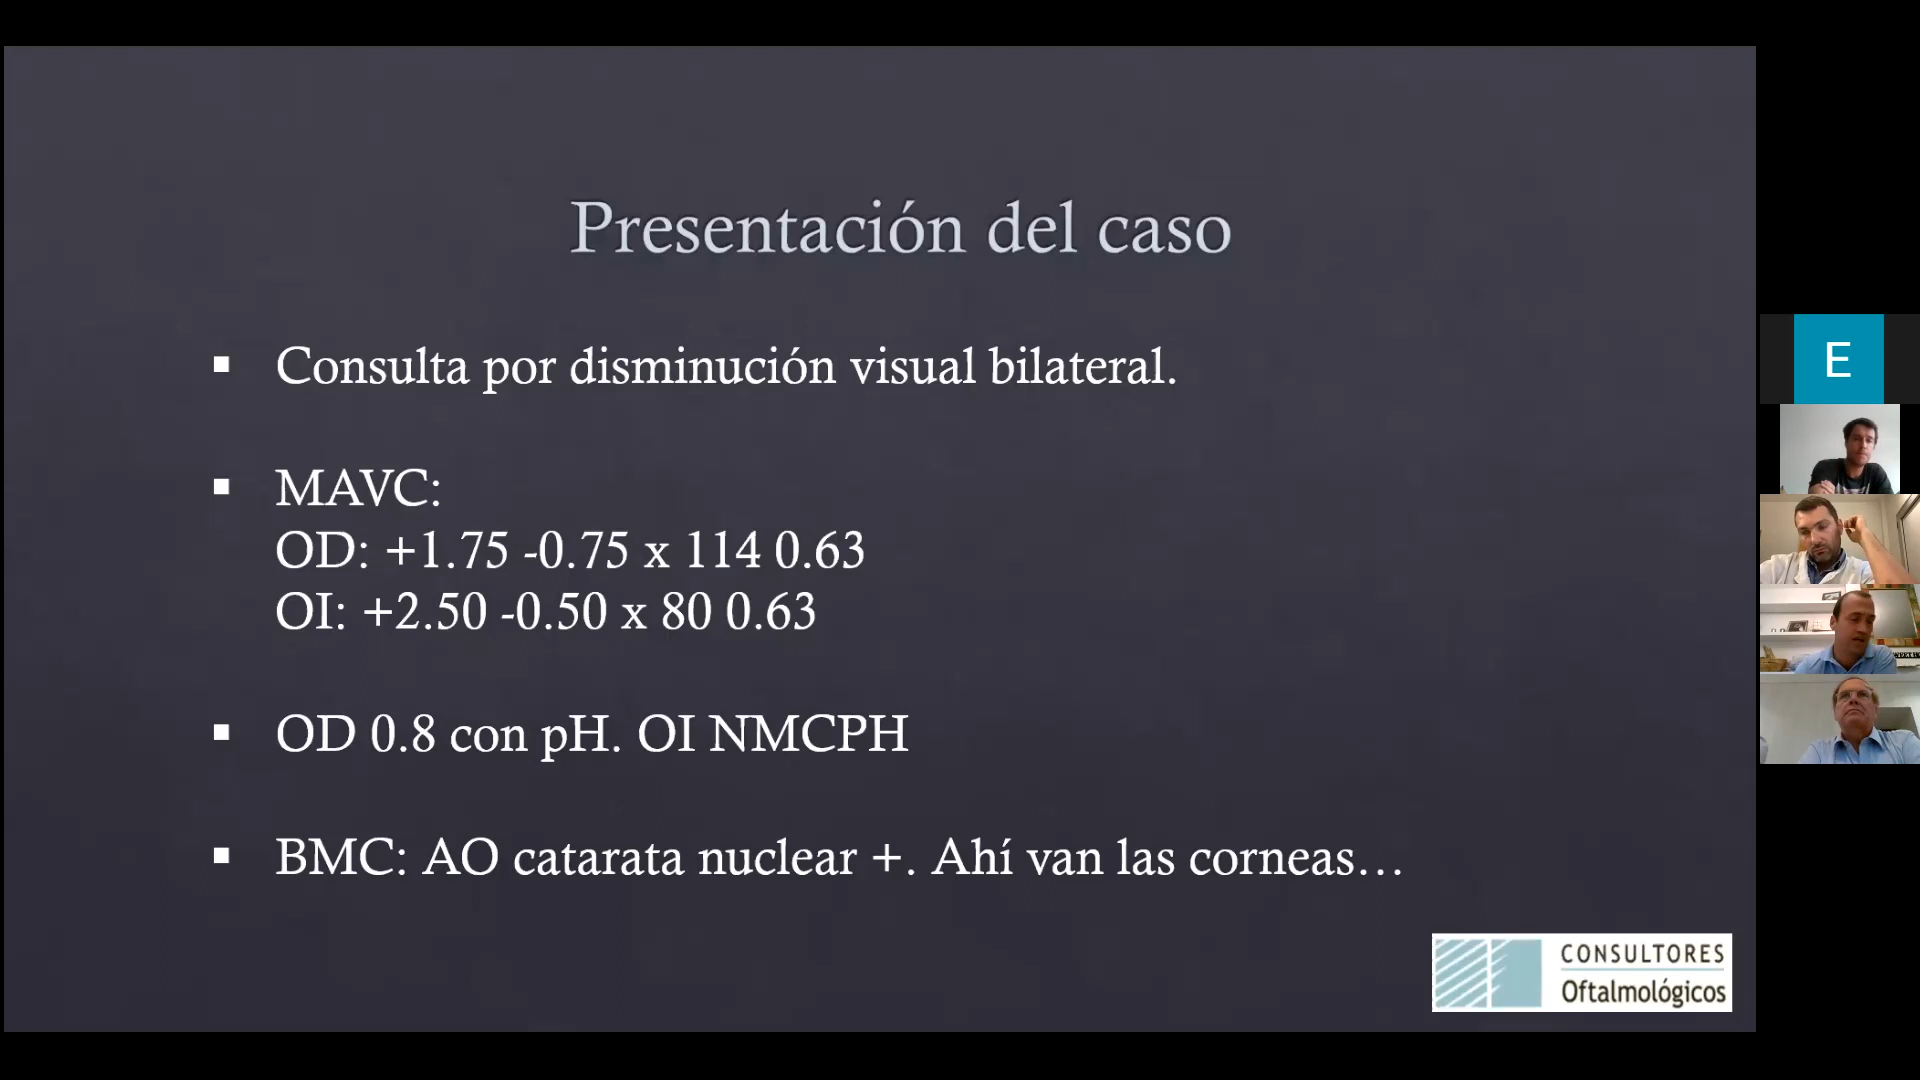 Presentación del caso
▪ Consulta por disminución visual bilateral.
▪ MAVC:
OD: +1.75 -0.75 x 114 0.63
OI: +2.50 -0.50 x 80 0.63
▪ OD 0.8 con pH. OI NMCPH
▪ BMC: AO catarata nuclear +. Ahí van las corneas…
CONSULTORES
Oftalmológicos
E